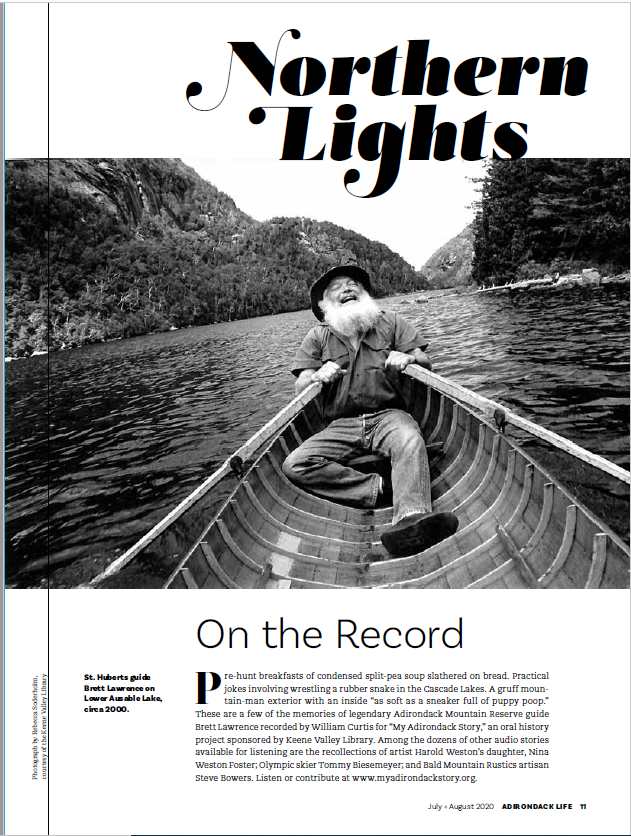 Northern
Lights
On the Record
St. Huberts guide
Brett Lawrence on
Lower Ausable Lake,
circa 2000.
Pre-hunt breakfasts of condensed split-pea soup slathered on bread. Practical
jokes involving wrestling a rubber snake in the Cascade Lakes. A gruff moun-
tain-man exterior with an inside “as soft as a sneaker full of puppy poop.”
These are a few of the memories of legendary Adirondack Mountain Reserve guide
Brett Lawrence recorded by William Curtis for “My Adirondack Story,” an oral history
project sponsored by Keene Valley Library. Among the dozens of other audio stories
available for listening are the recollections of artist Harold Weston’s daughter, Nina
Weston Foster; Olympic skier Tommy Biesemeyer; and Bald Mountain Rustics artisan
Steve Bowers. Listen or contribute at www.myadirondackstory.org.
Photograph by Rebecca Soderholm,
courtesy of the Keene Valley Library
July + August 2020 ADIRONDACK LIFE 11